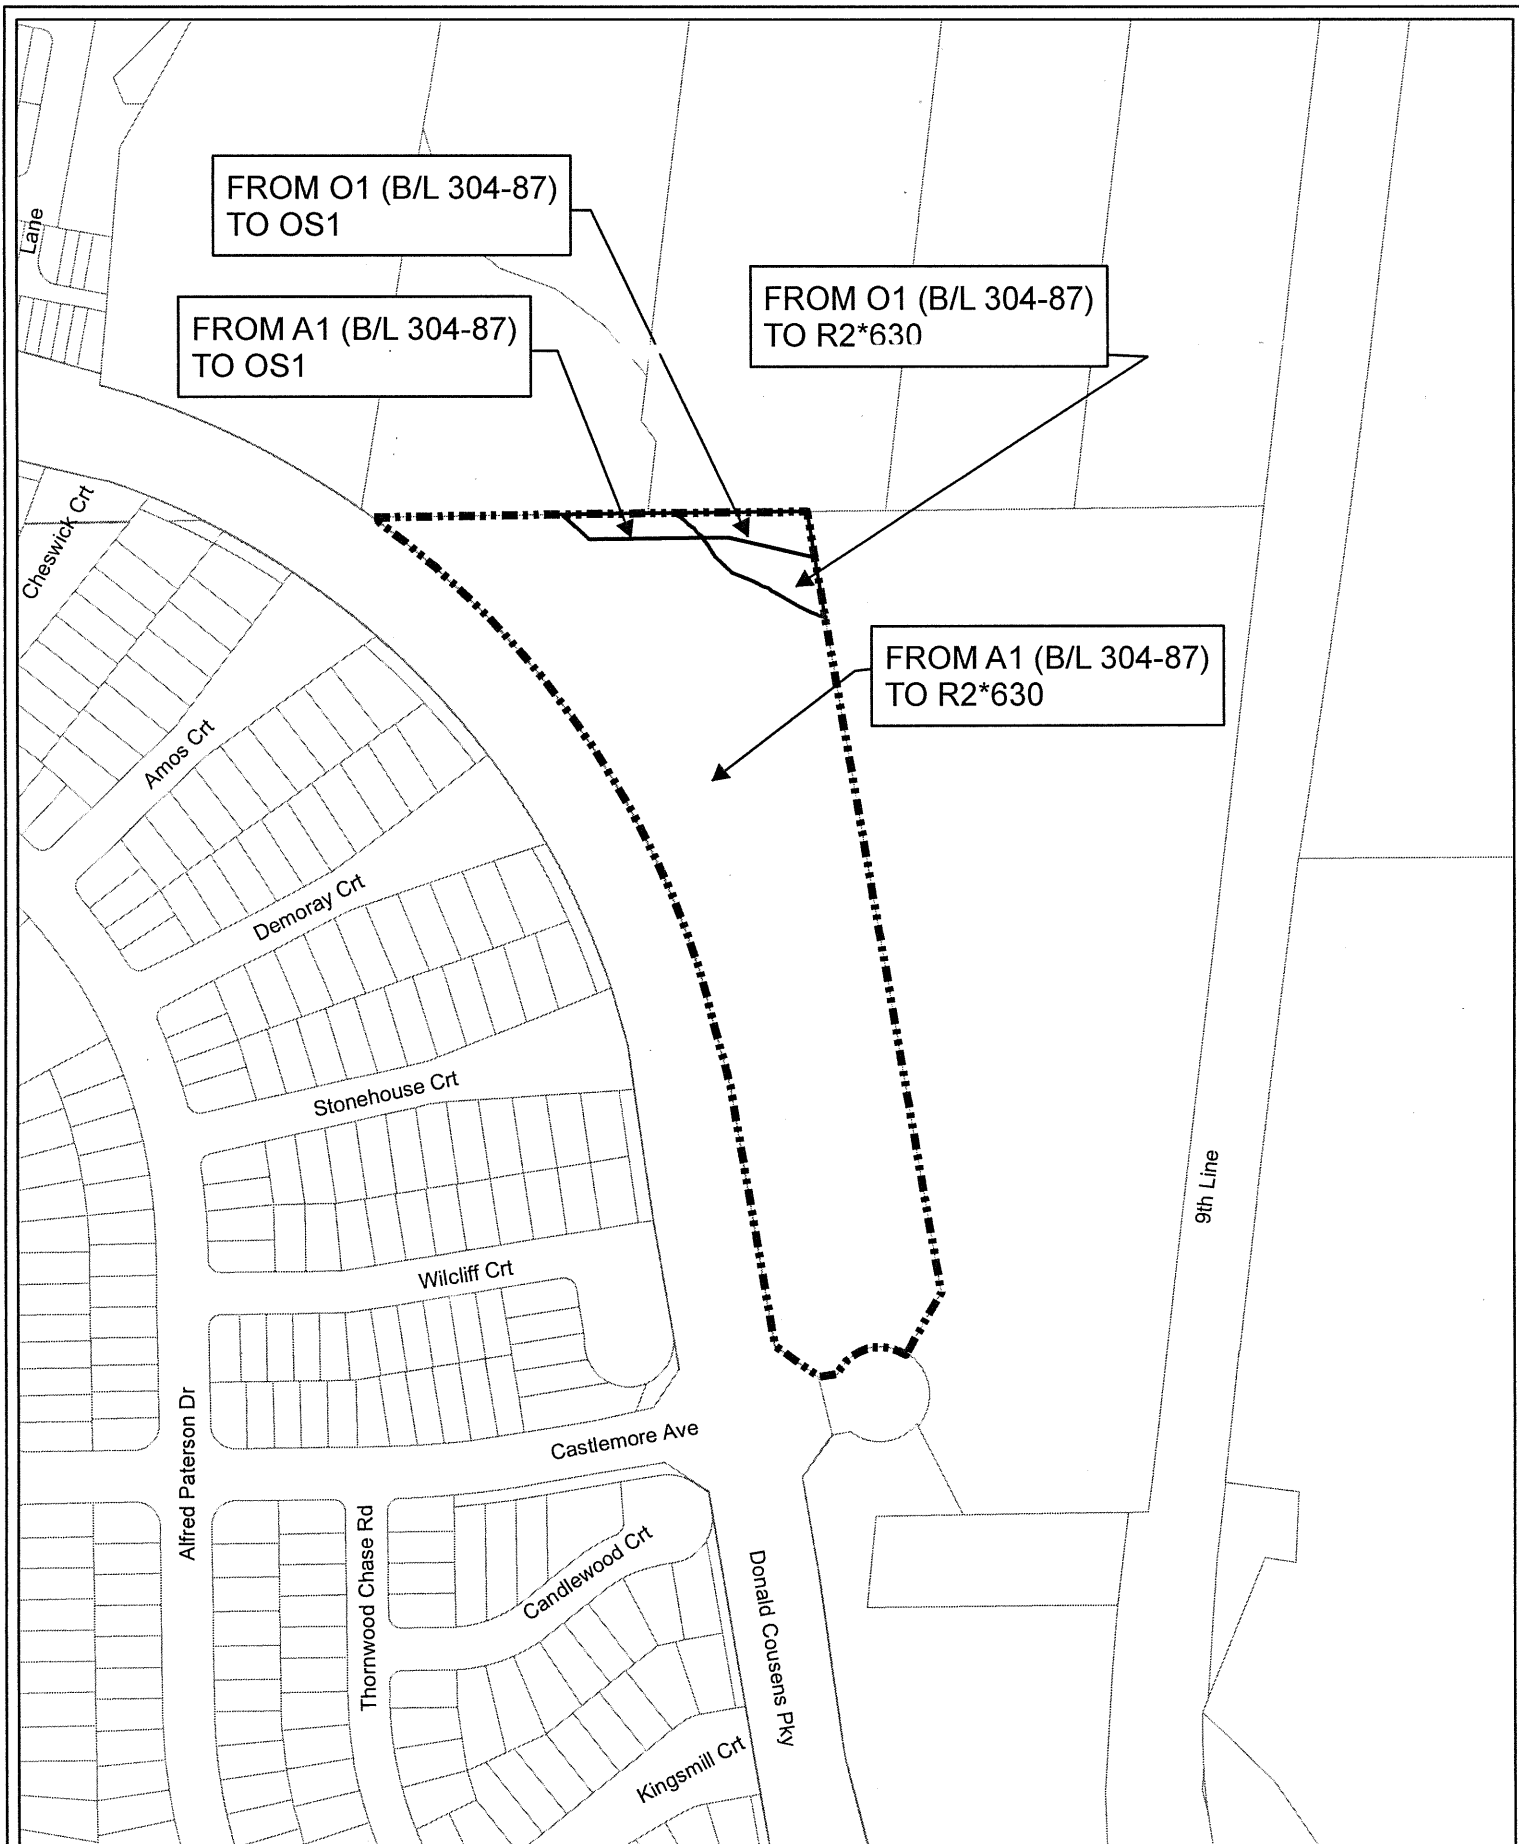 FROM O1 (B/L 304-87)
TO OS1
Lane
FROM O1 (B/L 304-87)
TO R2*630
FROM A1 (B/L 304-87)
TO OS1
Cheswick Crt
FROM A1 (B/L 304-87)
TO R2*630
Amos Crt
Demoray Crt
Stonehouse Crt
9th Line
Wilcliff Crt
Castlemore Ave
Alfred Paterson Dr
Thornwood Chase Rd
Candlewood Crt
Donald Cousens Pky
Kingsmill Crt